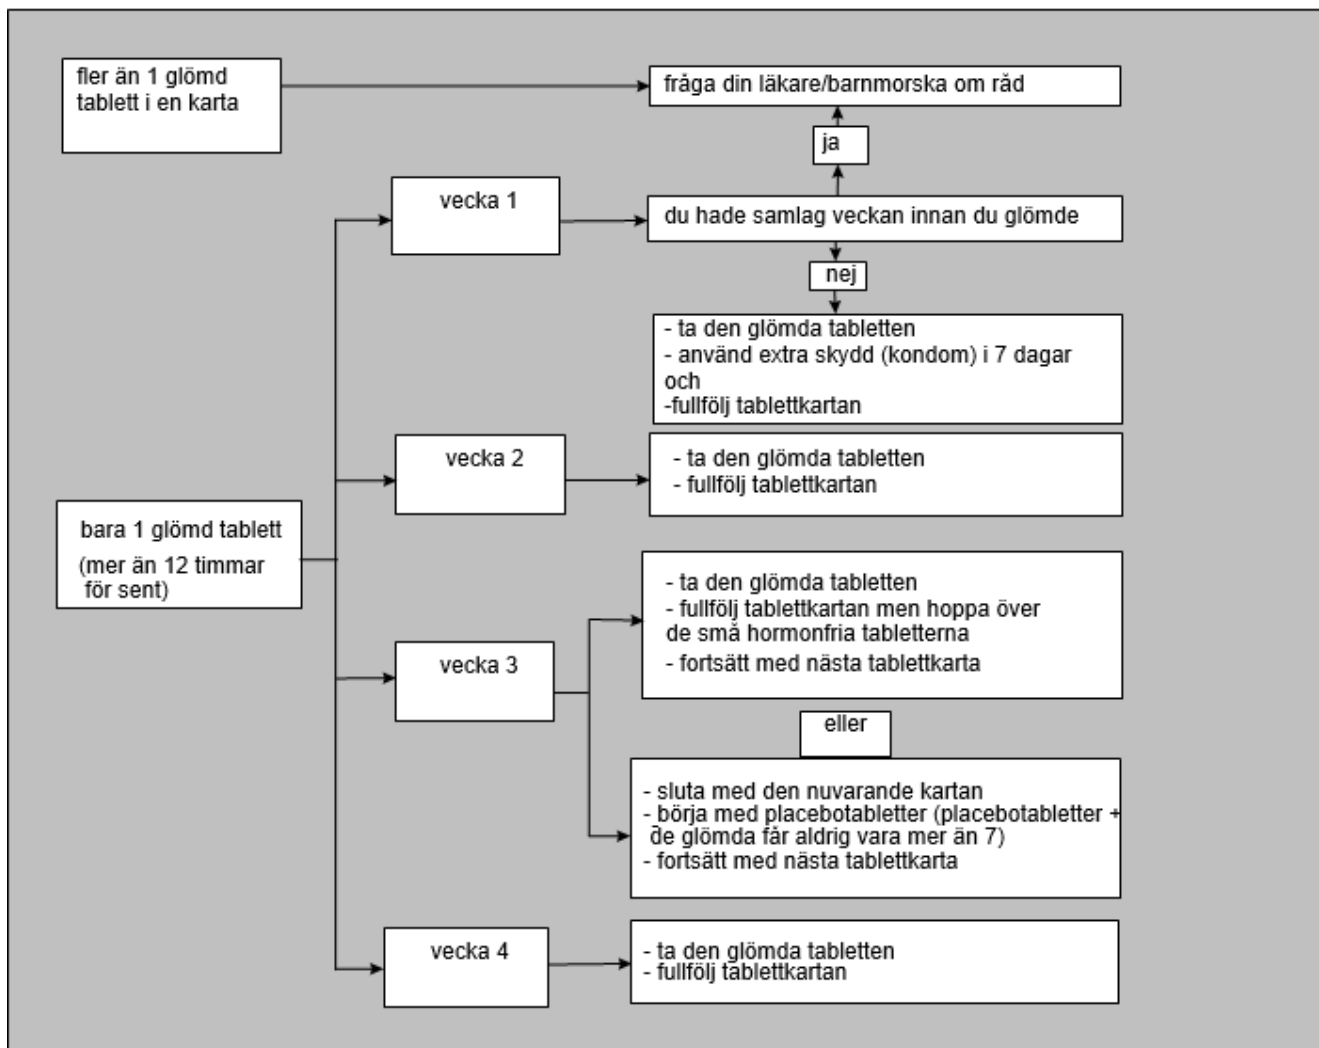 fler än 1 glömd
tablett i en karta
fråga din läkare/barnmorska om råd
ja
vecka 1
du hade samlag veckan innan du glömde
nej
- ta den glömda tabletten
- använd extra skydd (kondom) i 7 dagar
och
-fullfölj tablettkartan
vecka 2
- ta den glömda tabletten
- fullfölj tablettkartan
bara 1 glömd tablett
(mer än 12 timmar
för sent)
- ta den glömda tabletten
- fullfölj tablettkartan men hoppa över
de små hormonfria tabletterna
- fortsätt med nästa tablettkarta
vecka 3
eller
- sluta med den nuvarande kartan
- börja med placebotabletter (placebotabletter +
de glömda får aldrig vara mer än 7)
- fortsätt med nästa tablettkarta
vecka 4
- ta den glömda tabletten
- fullfölj tablettkartan